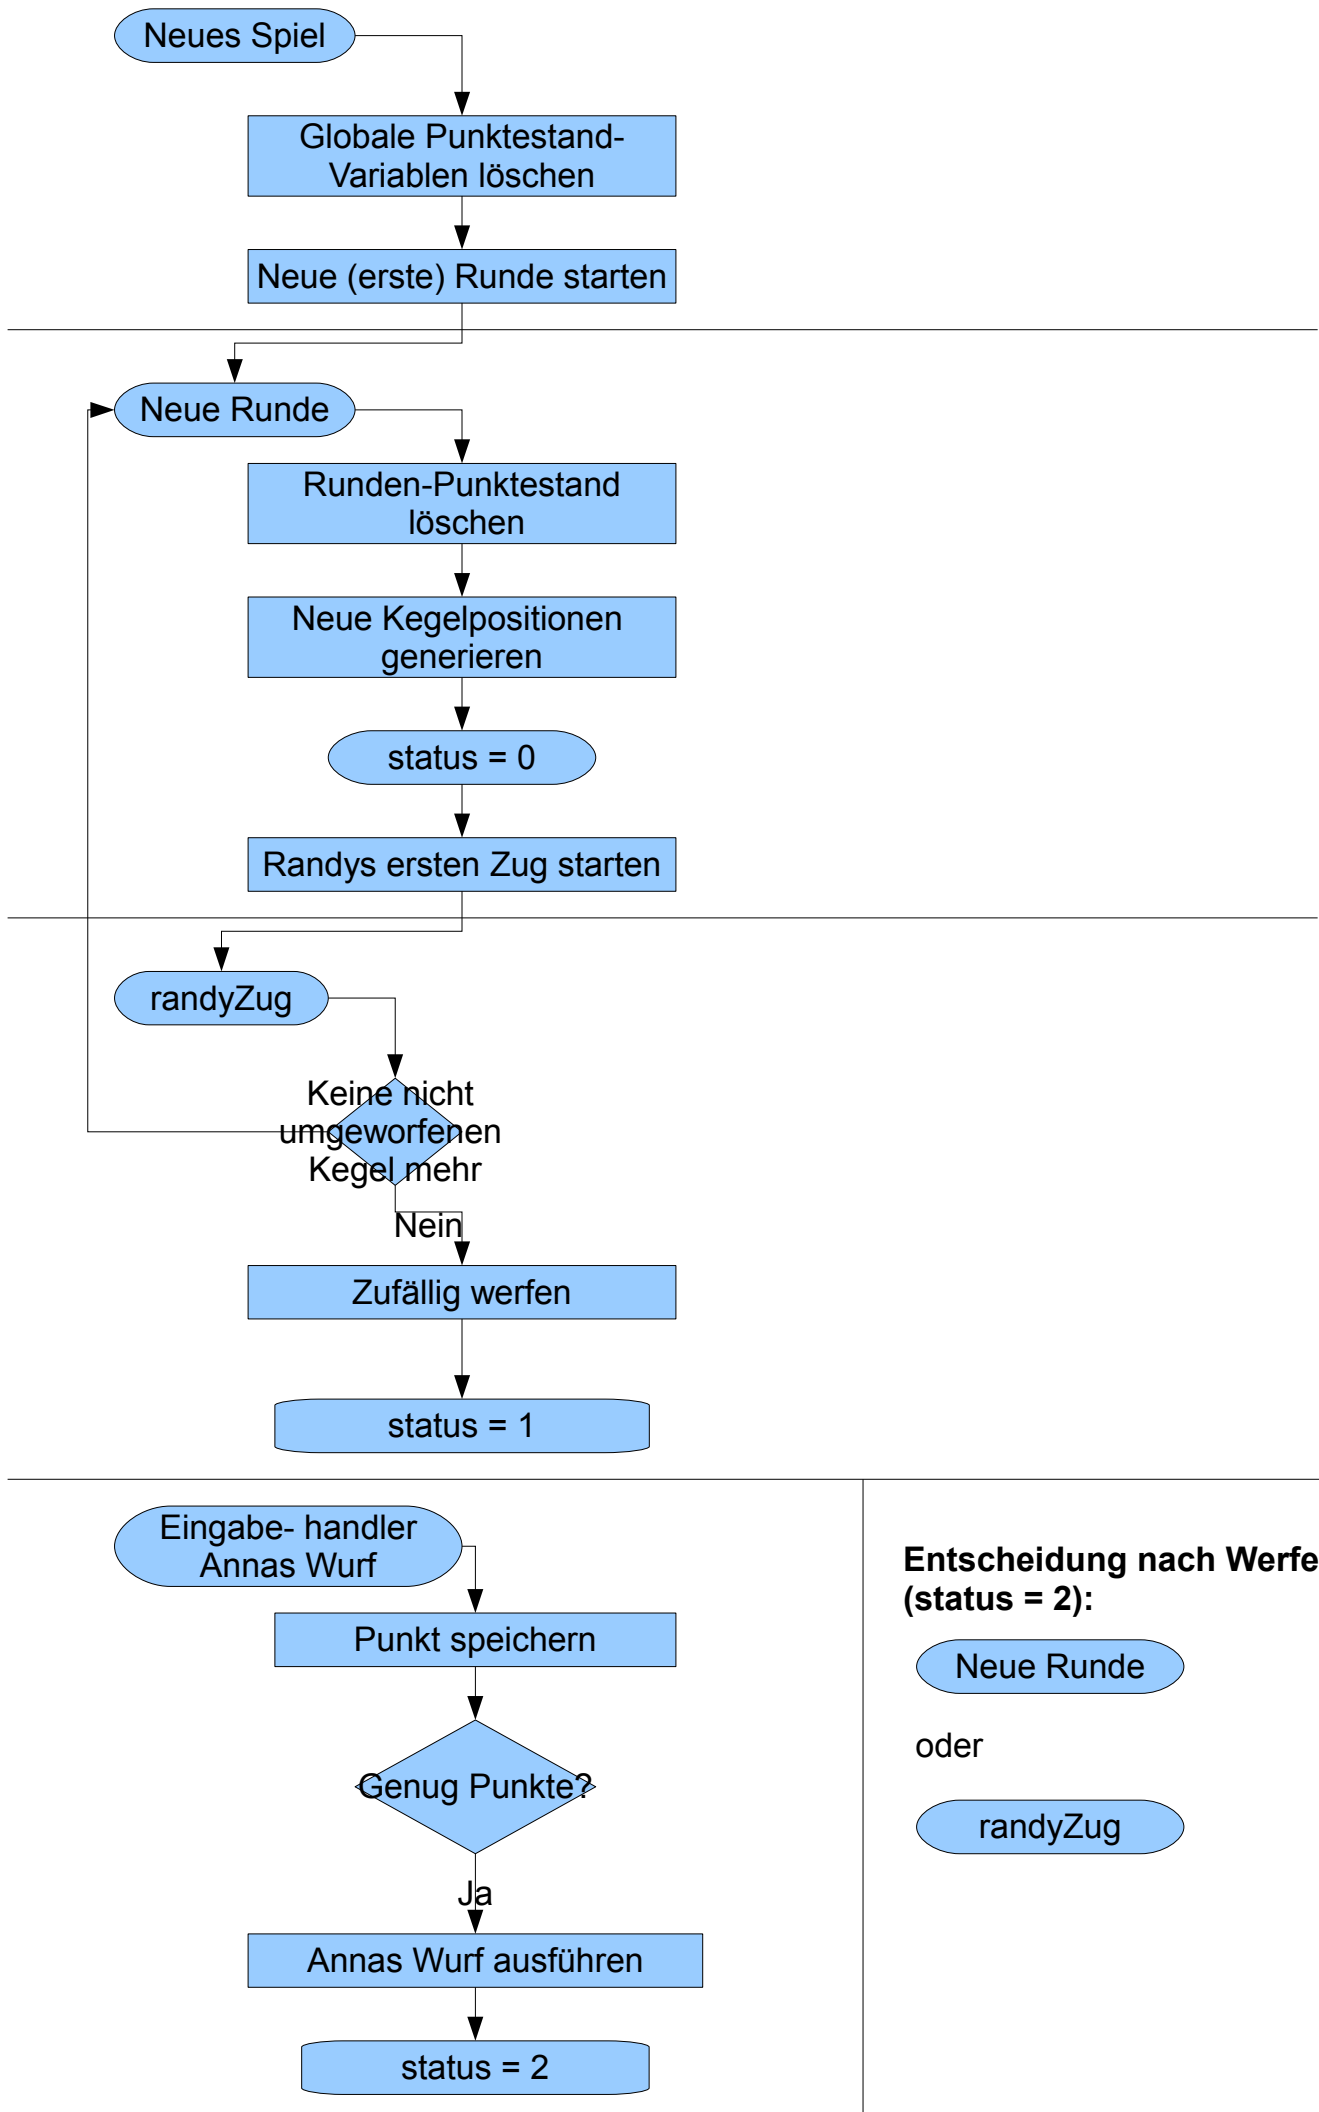 Neues Spiel
Globale Punktestand-
Variablen löschen
Neue (erste) Runde starten
Neue Runde
Runden-Punktestand
löschen
Neue Kegelpositionen
generieren
status = 0
Randys ersten Zug starten
randyZug
Keine nicht
umgeworfenen
Kegel mehr
Nein
Zufällig werfen
status = 1
Eingabe- handler
Annas Wurf
Punkt speichern
Genug Punkte?
Ja
Annas Wurf ausführen
status = 2
Entscheidung nach Werfe
(status = 2):
Neue Runde
oder
randyZug